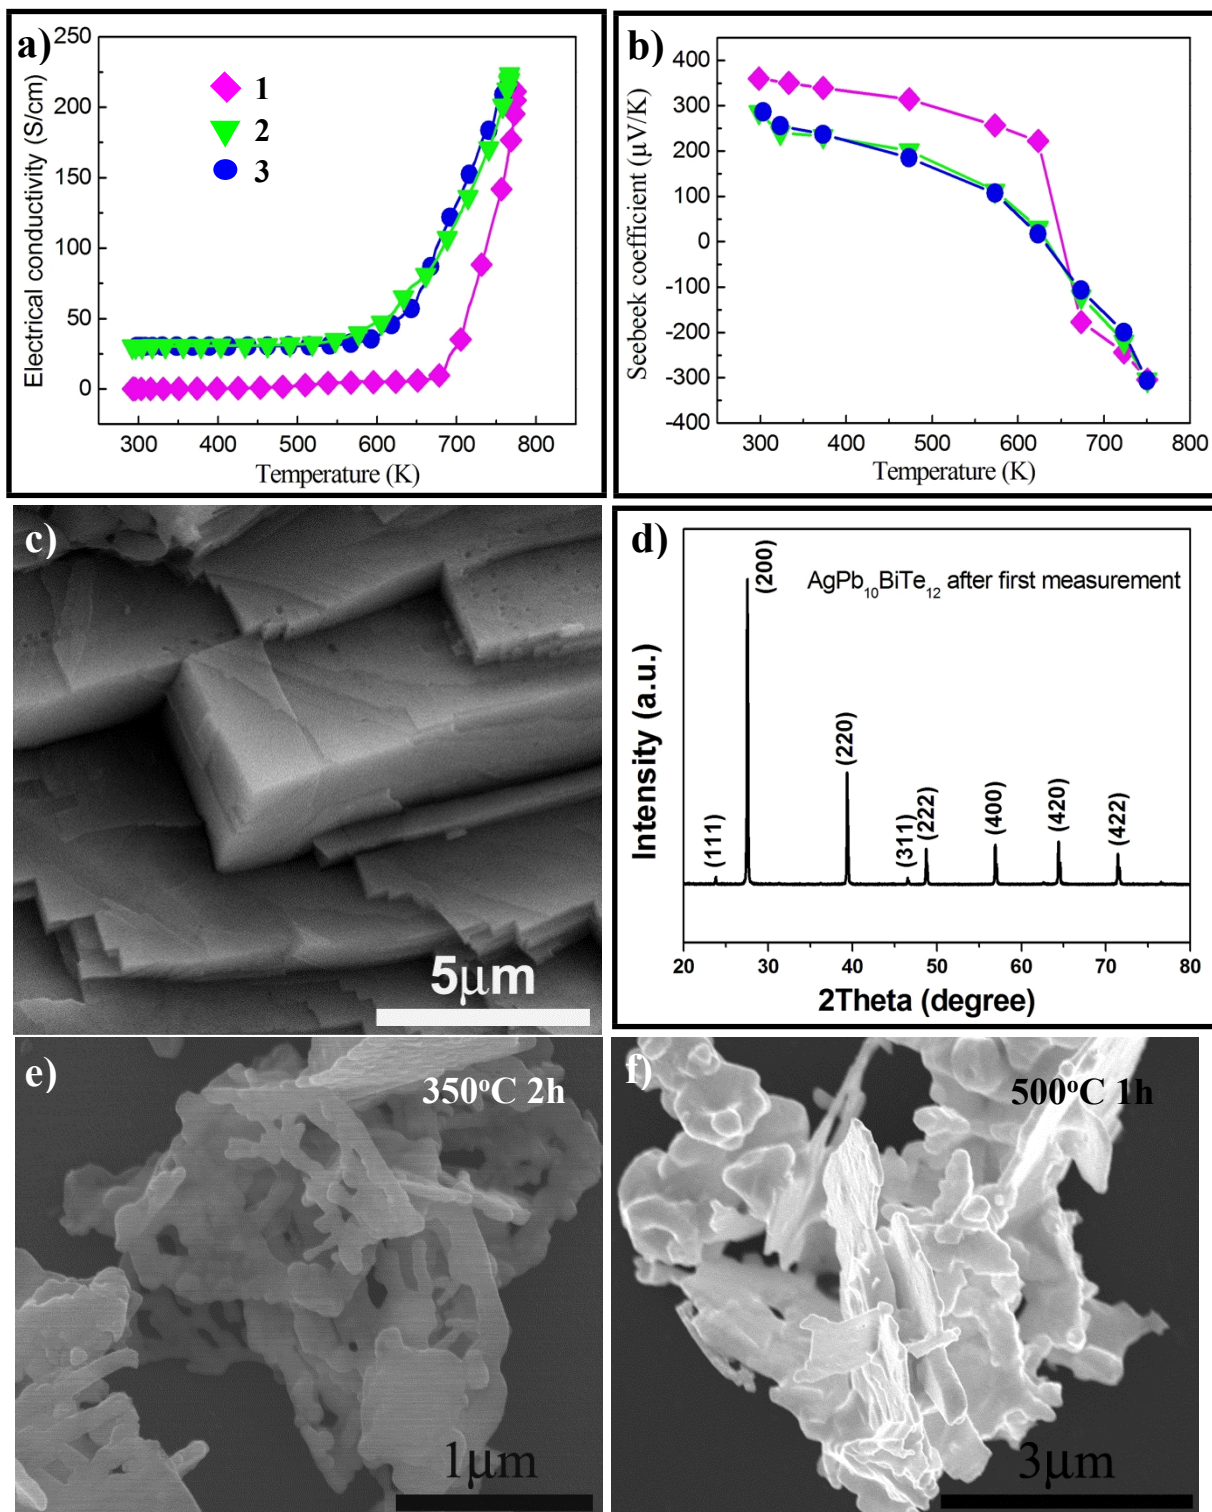 a)
250
200
150
100
50
0
Electrical conductivity (S/cm)
1
2
3
300 400 500 600 700 800
Temperature (K)
b)
400
300
200
100
0
-100
-200
-300
-400
Seebeek coefficient (μV/K)
300 400 500 600 700 800
Temperature (K)
c)
5μm
d)
AgPb₁₀BiTe₁₂ after first measurement
Intensity (a.u.)
(111)
(200)
(220)
(311)
(222)
(400)
(420)
(422)
20 30 40 50 60 70 80
2Theta (degree)
e)
350°C 2h
1μm
f)
500°C 1h
3μm